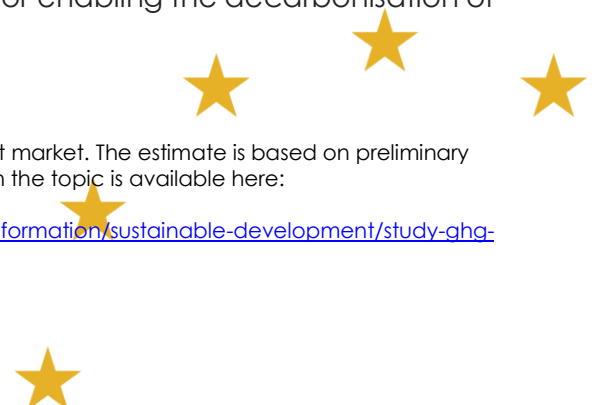 or enabling the decarbonisation of
t market. The estimate is based on preliminary
n the topic is available here:
formation/sustainable-development/study-ghg-